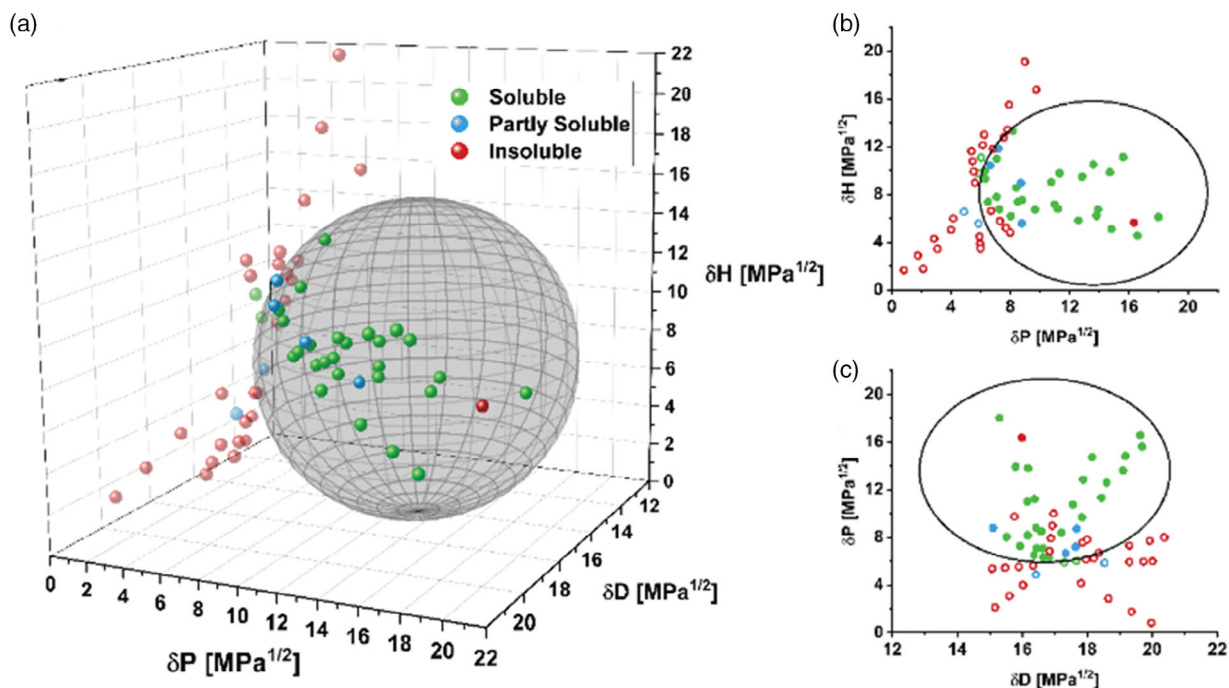 (a)
22
20
18
16
14
12
10
8
6
4
2
0
δH [MPa1/2]
Soluble
Partly Soluble
Insoluble
12
14
16
18
20
δD [MPa1/2]
0 2 4 6 8 10 12 14 16 18 20 22
δP [MPa1/2]
(b)
20
16
12
8
4
0
δH [MPa1/2]
0 4 8 12 16 20
δP [MPa1/2]
(c)
20
16
12
8
4
0
δP [MPa1/2]
12 14 16 18 20 22
δD [MPa1/2]